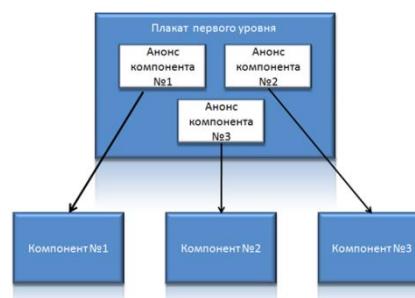 Плакат первого уровня
Анонс
компонента
№1
Анонс
компонента
№2
Анонс
компонента
№3
Компонент №1
Компонент №2
Компонент №3